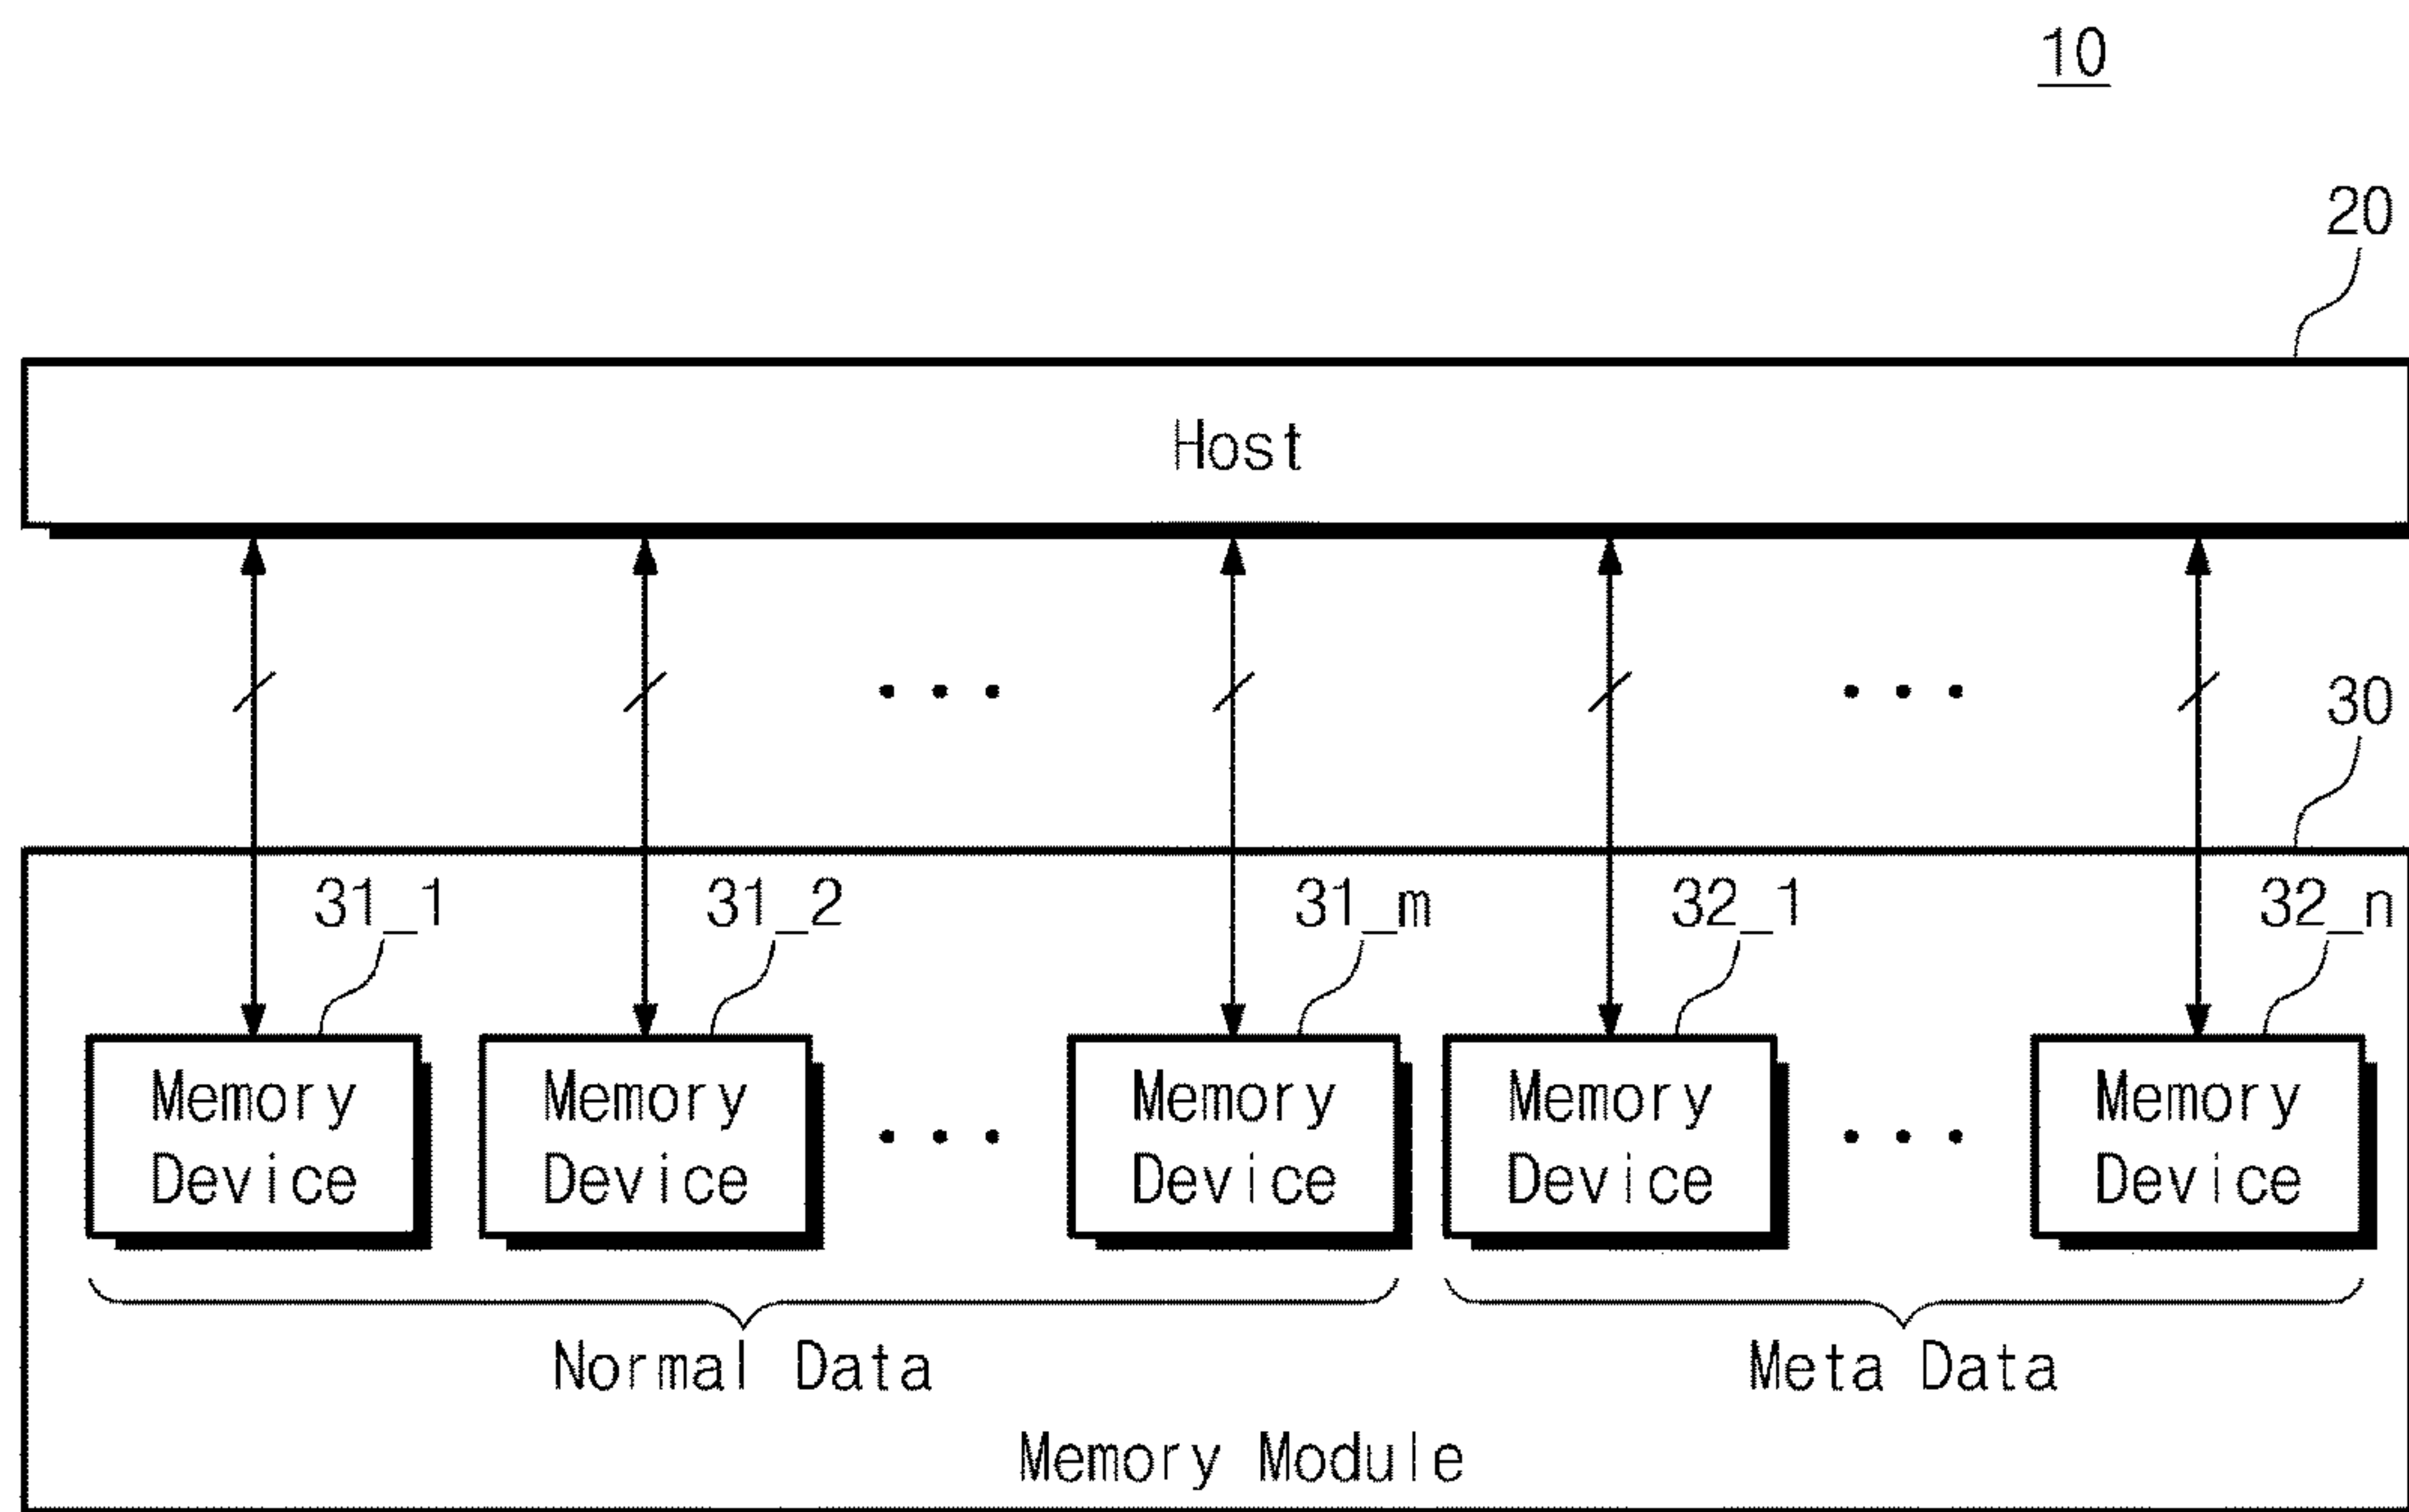 10
20
Host
30
31_1 31_2 31_m 32_1 32_n
Memory Device
Memory Device
Memory Device
Memory Device
Memory Device
Normal Data Meta Data
Memory Module